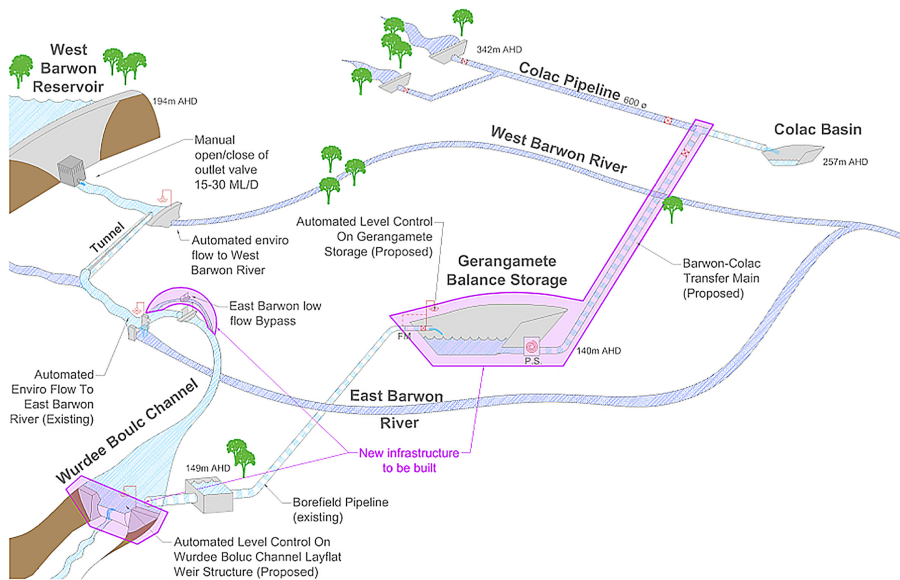 West
Barwon
Reservoir
194m AHD
342m AHD
Colac Pipeline
600 ø
Colac Basin
257m AHD
Manual
open/close of
outlet valve
15-30 ML/D
West Barwon River
Tunnel
Automated enviro
flow to West
Barwon River
Automated Level Control
On Gerangamete
Storage (Proposed)
Gerangamete
Balance Storage
Barwon-Colac
Transfer Main
(Proposed)
East Barwon low
flow Bypass
FM
P.S.
140m AHD
Automated
Enviro Flow To
East Barwon
River (Existing)
East Barwon
River
Wurdee Boulc Channel
New infrastructure
to be built
149m AHD
Borefield Pipeline
(existing)
Automated Level Control On
Wurdee Boluc Channel Layflat
Weir Structure (Proposed)